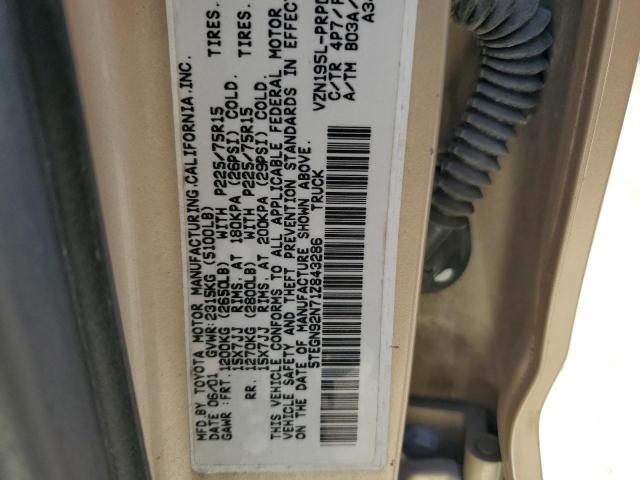 MFD.BY TOYOTA MOTOR MANUFACTURING,CALIFORNIA,INC.
DATE 06/01 GVWR:2315KG (5100LB)
GAWR :FRT.1200KG (2650LB) WITH P225/75R15 TIRES.
15X7JJ RIMS, AT 180KPA (26PSI) COLD.
RR. 1270KG (2800LB) WITH P225/75R15 TIRES.
15X7JJ RIMS, AT 200KPA (29PSI) COLD.
THIS VEHICLE CONFORMS TO ALL APPLICABLE FEDERAL MOTOR
VEHICLE SAFETY AND THEFT PREVENTION STANDARDS IN EFFECT
ON THE DATE OF MANUFACTURE SHOWN ABOVE.
5TEGN92N71Z843286 TRUCK
VZN195L-PRPD
C/TR 4P7/F
A/TM B03A/
A34